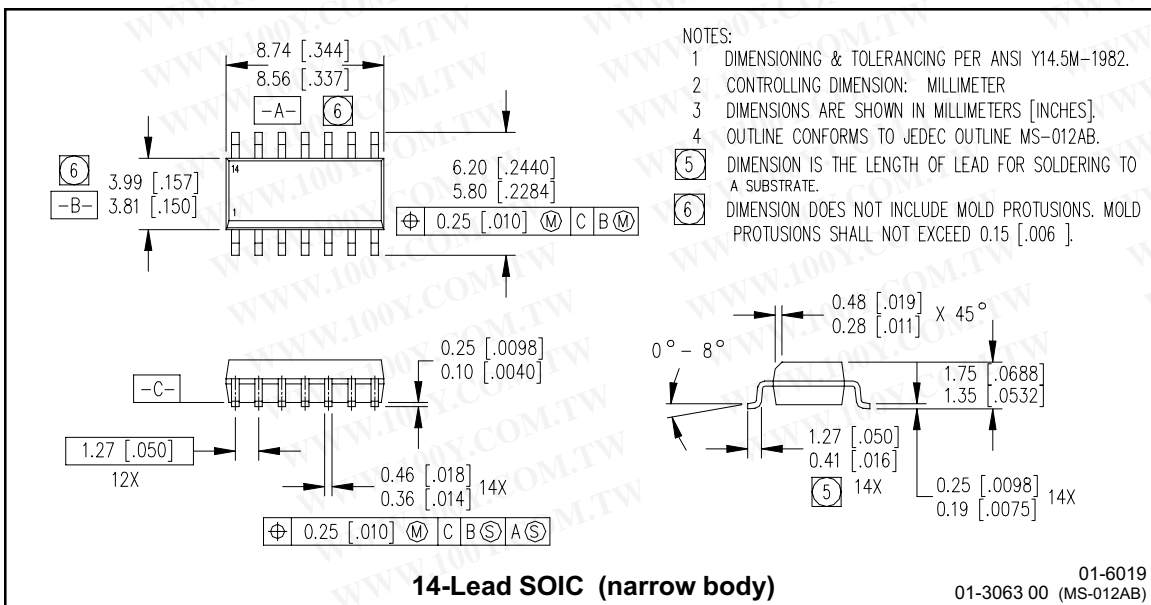 8.74 [.344]
8.56 [.337]
-A- 6
6 3.99 [.157]
-B- 3.81 [.150]
14
1
6.20 [.2440]
5.80 [.2284]
⌖ 0.25 [.010] Ⓜ C B Ⓜ
NOTES:
1 DIMENSIONING & TOLERANCING PER ANSI Y14.5M-1982.
2 CONTROLLING DIMENSION: MILLIMETER
3 DIMENSIONS ARE SHOWN IN MILLIMETERS [INCHES].
4 OUTLINE CONFORMS TO JEDEC OUTLINE MS-012AB.
5 DIMENSION IS THE LENGTH OF LEAD FOR SOLDERING TO
A SUBSTRATE.
6 DIMENSION DOES NOT INCLUDE MOLD PROTUSIONS. MOLD
PROTUSIONS SHALL NOT EXCEED 0.15 [.006 ].
-C-
0.25 [.0098]
0.10 [.0040]
1.27 [.050]
12X
0.46 [.018]
0.36 [.014] 14X
⌖ 0.25 [.010] Ⓜ C B Ⓢ A Ⓢ
0.48 [.019]
0.28 [.011] X 45°
0° - 8°
1.75 [.0688]
1.35 [.0532]
1.27 [.050]
0.41 [.016]
5 14X
0.25 [.0098]
0.19 [.0075] 14X
14-Lead SOIC (narrow body)
01-6019
01-3063 00 (MS-012AB)
WWW.100Y.COM.TW